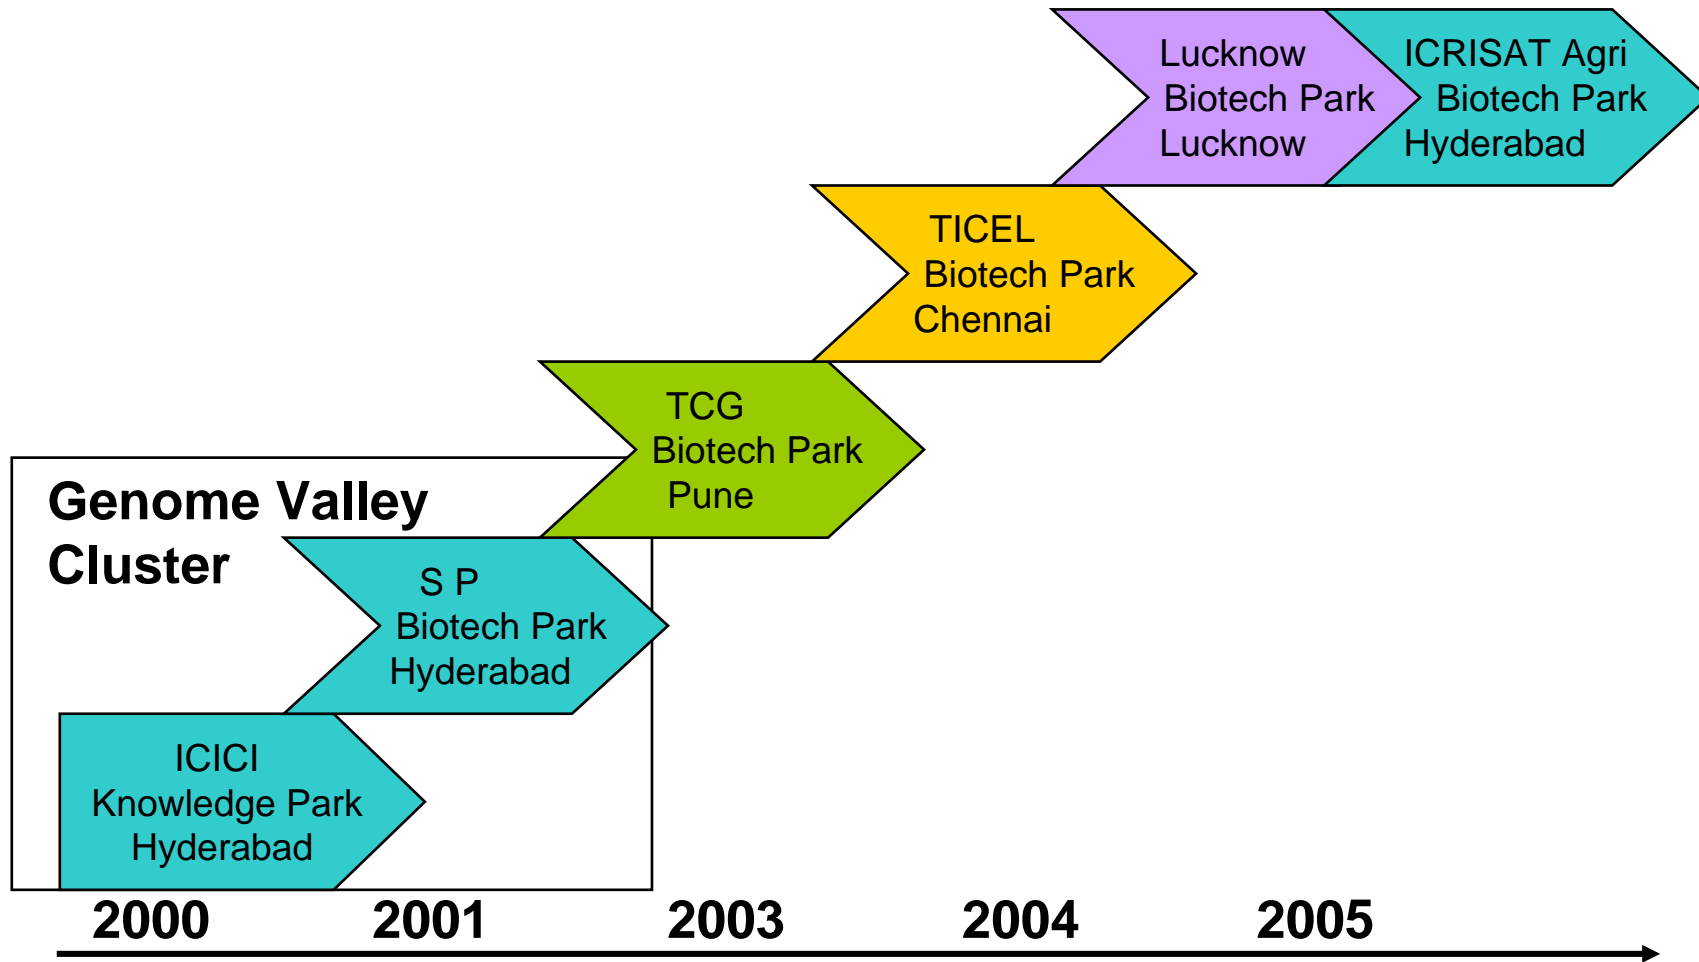 Lucknow
Biotech Park
Lucknow
ICRISAT Agri
Biotech Park
Hyderabad
TICEL
Biotech Park
Chennai
TCG
Biotech Park
Pune
Genome Valley
Cluster
S P
Biotech Park
Hyderabad
ICICI
Knowledge Park
Hyderabad
2000 2001 2003 2004 2005